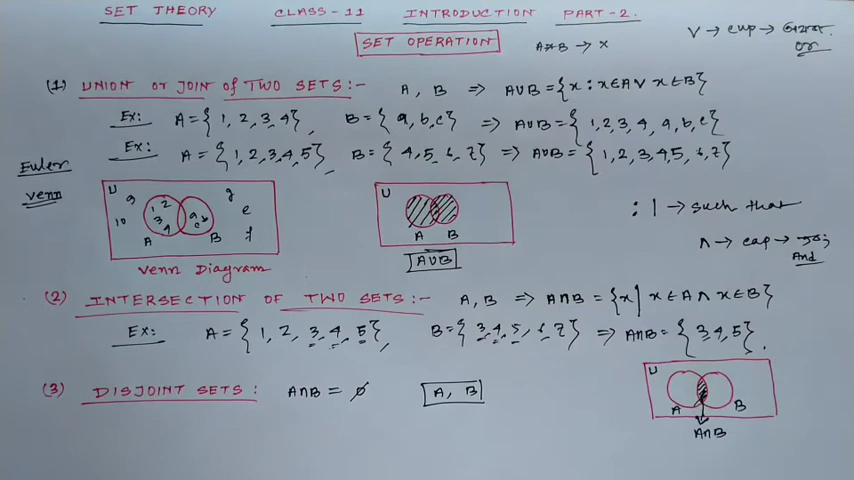 SET THEORY CLASS-11 INTRODUCTION PART-2.
SET OPERATION
A*B → x
V → cup →
or
(1) UNION or JOIN of TWO SETS:- A, B ⇒ A∪B = {x : x∈A ∨ x∈B}
Ex: A = {1, 2, 3, 4}, B = {a, b, c} ⇒ A∪B = {1, 2, 3, 4, a, b, c}
Ex: A = {1, 2, 3, 4, 5}, B = {4, 5, 6, 7} ⇒ A∪B = {1, 2, 3, 4, 5, 6, 7}
Euler
venn
U 9 10 1 2 3 4 A a b c B g e f
Venn Diagram
U A B
A∪B
: | → such that
∧ → cap →
And
(2) INTERSECTION OF TWO SETS:- A, B ⇒ A∩B = {x | x∈A ∧ x∈B}
Ex: A = {1, 2, 3, 4, 5}, B = {3, 4, 5, 6, 7} ⇒ A∩B = {3, 4, 5}.
(3) DISJOINT SETS: A∩B = ∅ A, B
U A B
A∩B